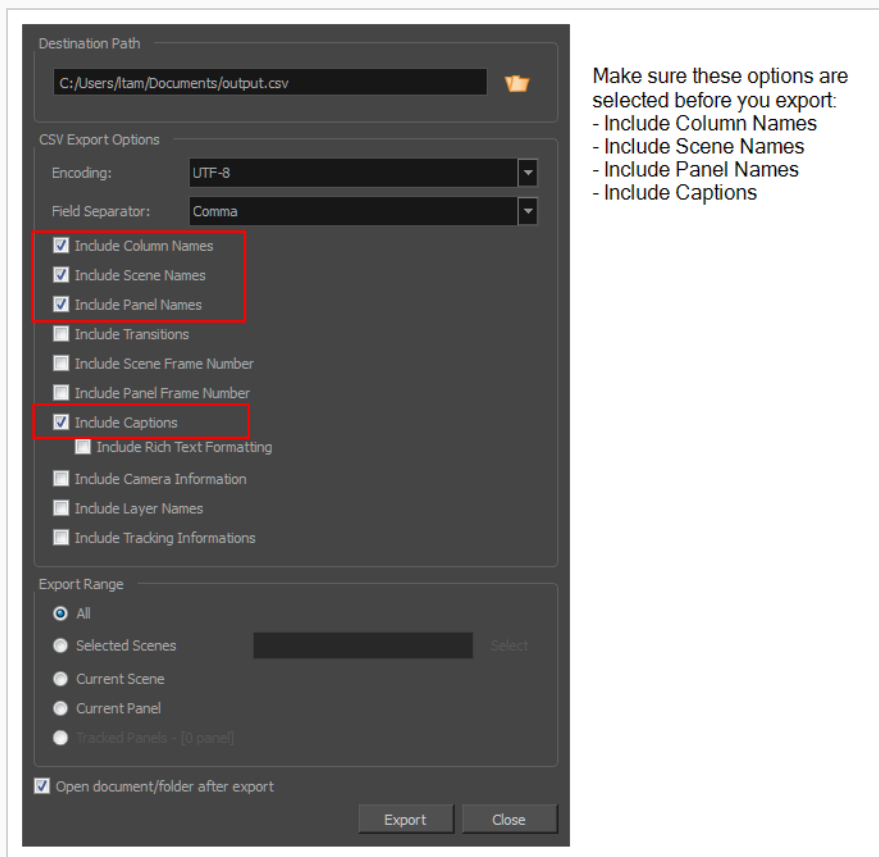 Destination Path
C:/Users/ltam/Documents/output.csv
CSV Export Options
Encoding: UTF-8
Field Separator: Comma
Include Column Names
Include Scene Names
Include Panel Names
Include Transitions
Include Scene Frame Number
Include Panel Frame Number
Include Captions
Include Rich Text Formatting
Include Camera Information
Include Layer Names
Include Tracking Informations
Export Range
All
Selected Scenes Select
Current Scene
Current Panel
Tracked Panels - [0 panel]
Open document/folder after export
Export Close
Make sure these options are
selected before you export:
- Include Column Names
- Include Scene Names
- Include Panel Names
- Include Captions